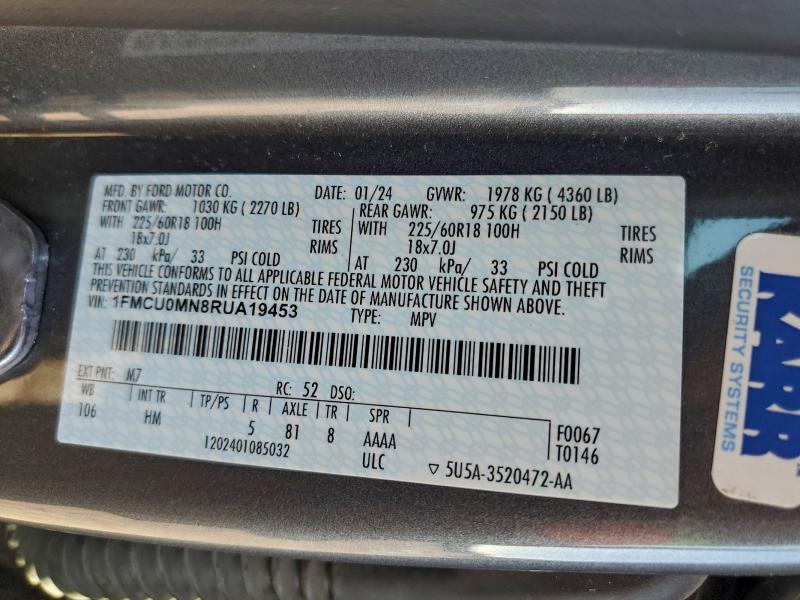 MFD. BY FORD MOTOR CO. DATE: 01/24 GVWR: 1978 KG ( 4360 LB)
FRONT GAWR: 1030 KG ( 2270 LB) REAR GAWR: 975 KG ( 2150 LB)
WITH 225/60R18 100H TIRES WITH 225/60R18 100H TIRES
18x7.0J RIMS 18x7.0J RIMS
AT 230 kPa/ 33 PSI COLD AT 230 kPa/ 33 PSI COLD
THIS VEHICLE CONFORMS TO ALL APPLICABLE FEDERAL MOTOR VEHICLE SAFETY AND THEFT
PREVENTION STANDARDS IN EFFECT ON THE DATE OF MANUFACTURE SHOWN ABOVE.
VIN: 1FMCU0MN8RUA19453 TYPE: MPV
EXT PNT: M7 RC: 52 DSO:
WB INT TR TP/PS R AXLE TR SPR
106 HM 5 81 8 AAAA F0067
1202401085032 ULC T0146
▽ 5U5A-3520472-AA
KARR
SECURITY SYSTEMS